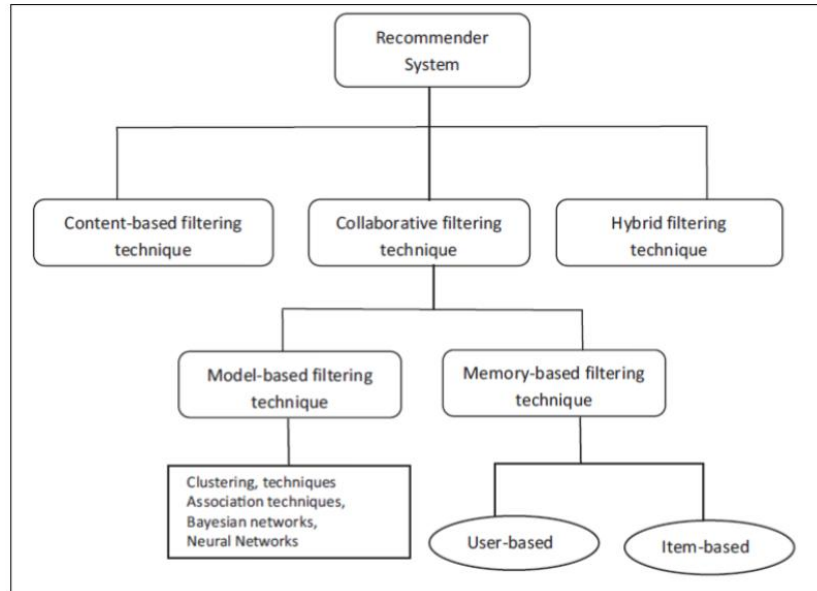 Recommender
System
Content-based filtering
technique
Collaborative filtering
technique
Hybrid filtering
technique
Model-based filtering
technique
Memory-based filtering
technique
Clustering, techniques
Association techniques,
Bayesian networks,
Neural Networks
User-based
Item-based